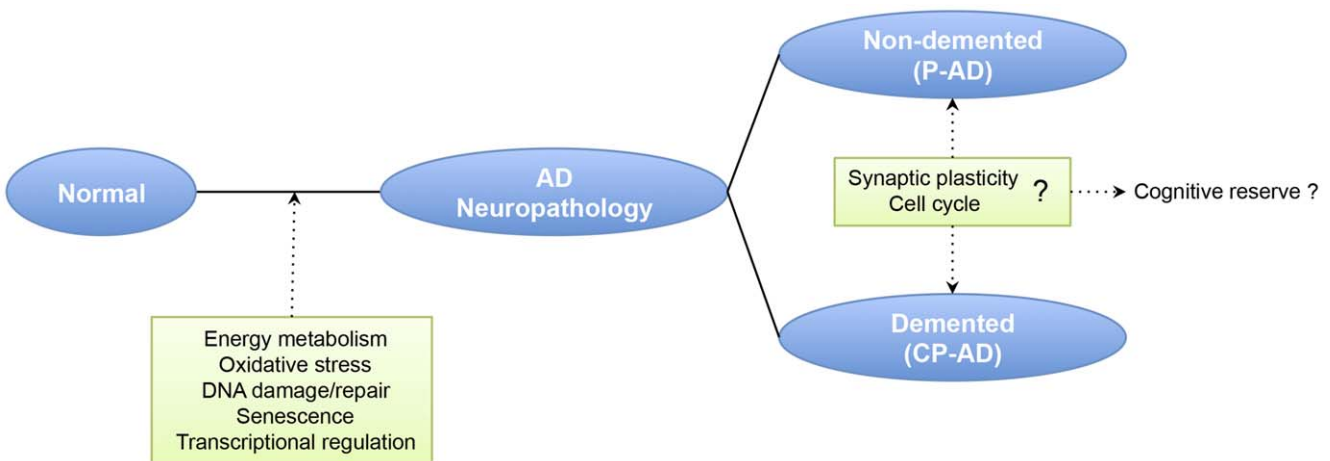 Normal
AD
Neuropathology
Non-demented
(P-AD)
Demented
(CP-AD)
Energy metabolism
Oxidative stress
DNA damage/repair
Senescence
Transcriptional regulation
Synaptic plasticity
Cell cycle
?
Cognitive reserve ?